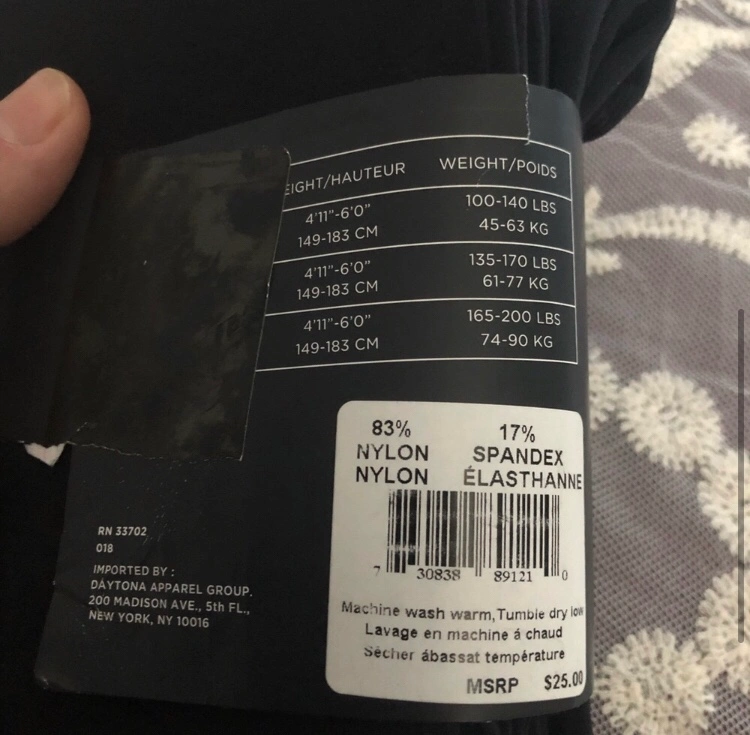 EIGHT/HAUTEUR WEIGHT/POIDS
4'11"-6'0" 100-140 LBS
149-183 CM 45-63 KG
4'11"-6'0" 135-170 LBS
149-183 CM 61-77 KG
4'11"-6'0" 165-200 LBS
149-183 CM 74-90 KG
83% 17%
NYLON SPANDEX
NYLON ÉLASTHANNE
7 30838 89121 0
Machine wash warm, Tumble dry low
Lavage en machine á chaud
Sécher ábassat température
MSRP $25.00
RN 33702
018
IMPORTED BY :
DAYTONA APPAREL GROUP.
200 MADISON AVE., 5th FL.,
NEW YORK, NY 10016